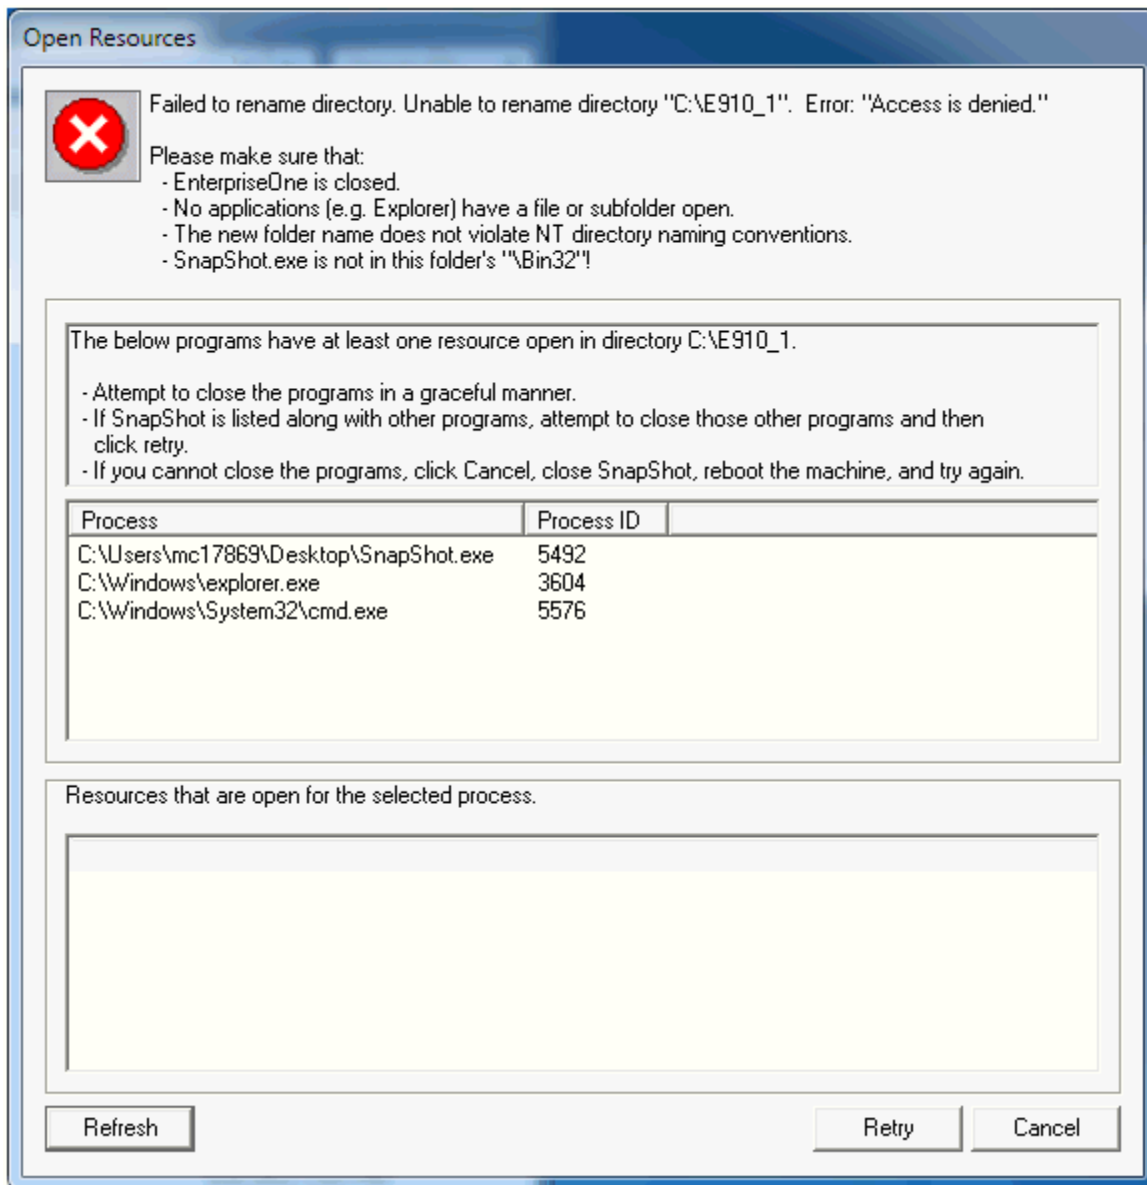 Open Resources
Failed to rename directory. Unable to rename directory "C:\E910_1".  Error: "Access is denied."
Please make sure that:
- EnterpriseOne is closed.
- No applications (e.g. Explorer) have a file or subfolder open.
- The new folder name does not violate NT directory naming conventions.
- SnapShot.exe is not in this folder's "\Bin32"!
The below programs have at least one resource open in directory C:\E910_1.
- Attempt to close the programs in a graceful manner.
- If SnapShot is listed along with other programs, attempt to close those other programs and then
click retry.
- If you cannot close the programs, click Cancel, close SnapShot, reboot the machine, and try again.
Process Process ID
C:\Users\mc17869\Desktop\SnapShot.exe 5492
C:\Windows\explorer.exe 3604
C:\Windows\System32\cmd.exe 5576
Resources that are open for the selected process.
Refresh Retry Cancel